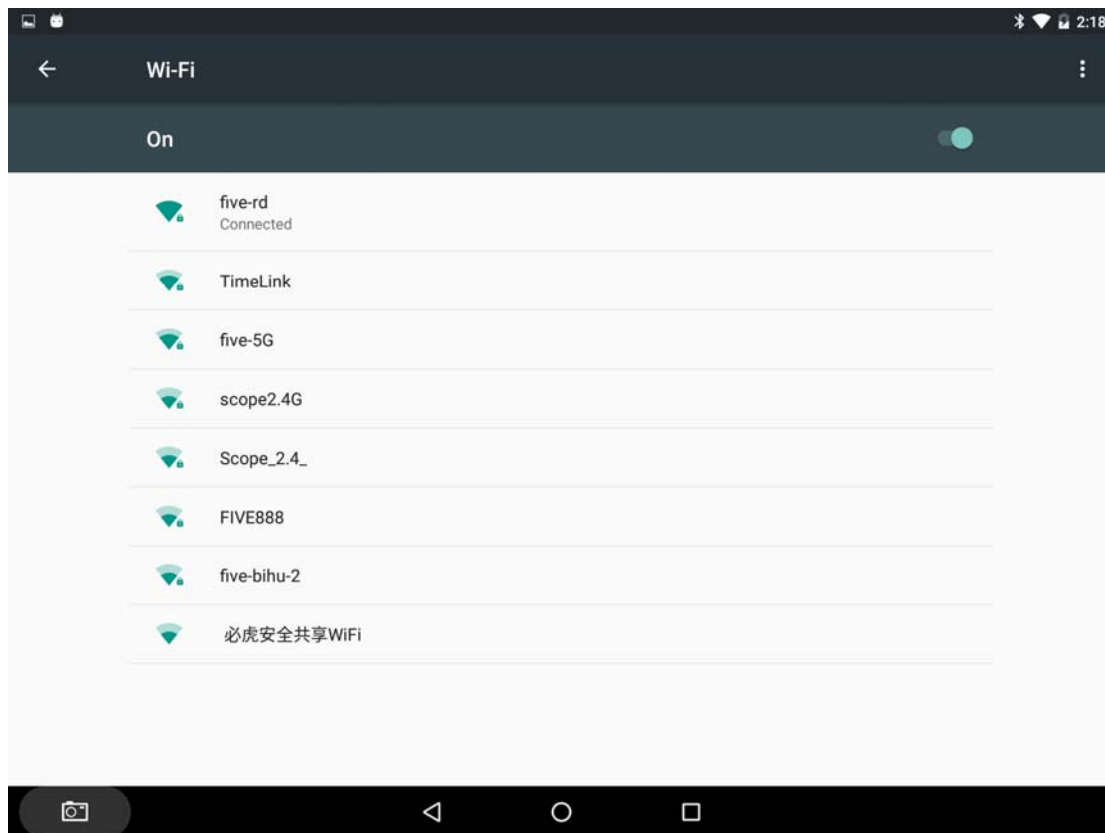 2:18
Wi-Fi
On
five-rd
Connected
TimeLink
five-5G
scope2.4G
Scope_2.4_
FIVE888
five-bihu-2
必虎安全共享WiFi